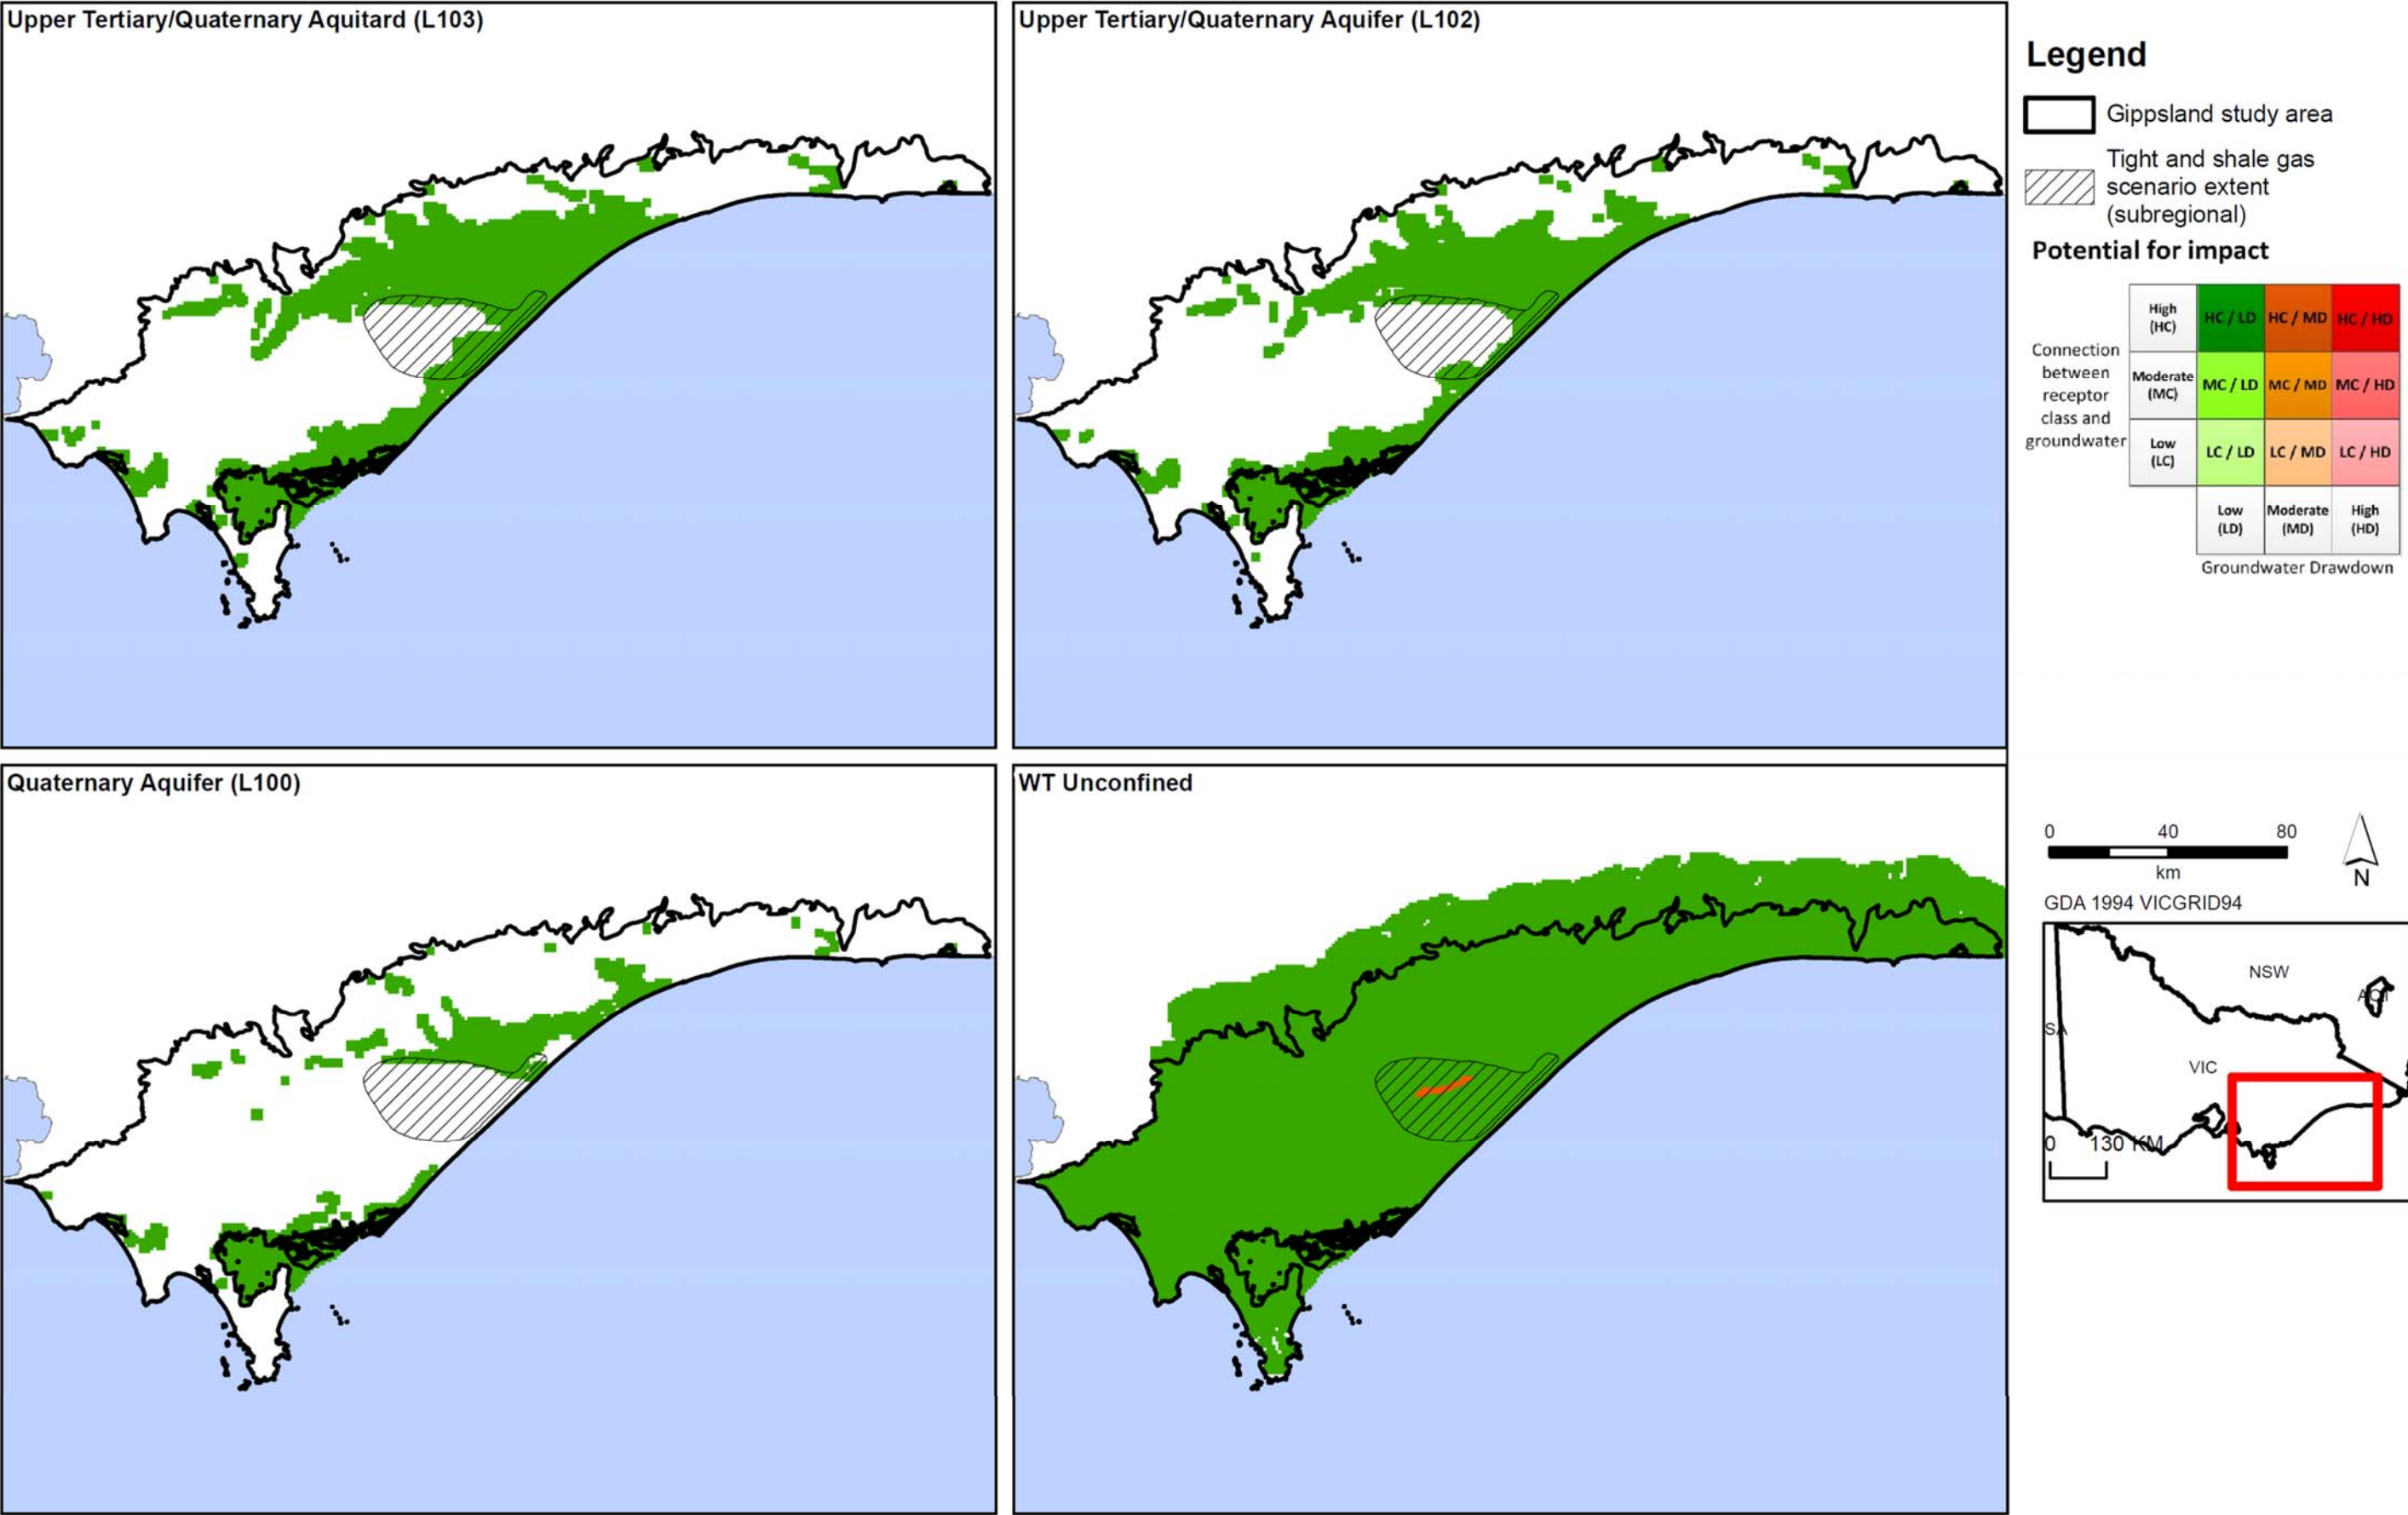 Upper Tertiary/Quaternary Aquitard (L103)
Upper Tertiary/Quaternary Aquifer (L102)
Quaternary Aquifer (L100)
WT Unconfined
Legend
Gippsland study area
Tight and shale gas
scenario extent
(subregional)
Potential for impact
Connection
between
receptor
class and
groundwater
High
(HC)
HC / LD HC / MD HC / HD
Moderate
(MC)
MC / LD MC / MD MC / HD
Low
(LC)
LC / LD LC / MD LC / HD
Low
(LD)
Moderate
(MD)
High
(HD)
Groundwater Drawdown
0 40 80
km
N
GDA 1994 VICGRID94
NSW
ACT
SA
VIC
0 130 KM